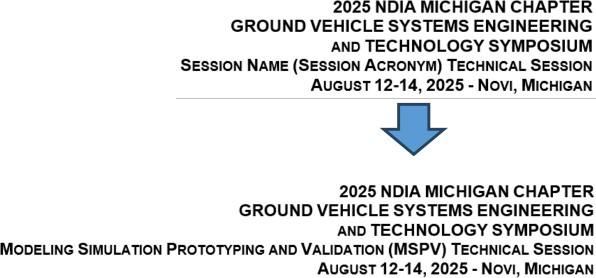 2025 NDIA MICHIGAN CHAPTER
GROUND VEHICLE SYSTEMS ENGINEERING
AND TECHNOLOGY SYMPOSIUM
SESSION NAME (SESSION ACRONYM) TECHNICAL SESSION
AUGUST 12-14, 2025 - NOVI, MICHIGAN
2025 NDIA MICHIGAN CHAPTER
GROUND VEHICLE SYSTEMS ENGINEERING
AND TECHNOLOGY SYMPOSIUM
MODELING SIMULATION PROTOTYPING AND VALIDATION (MSPV) TECHNICAL SESSION
AUGUST 12-14, 2025 - NOVI, MICHIGAN